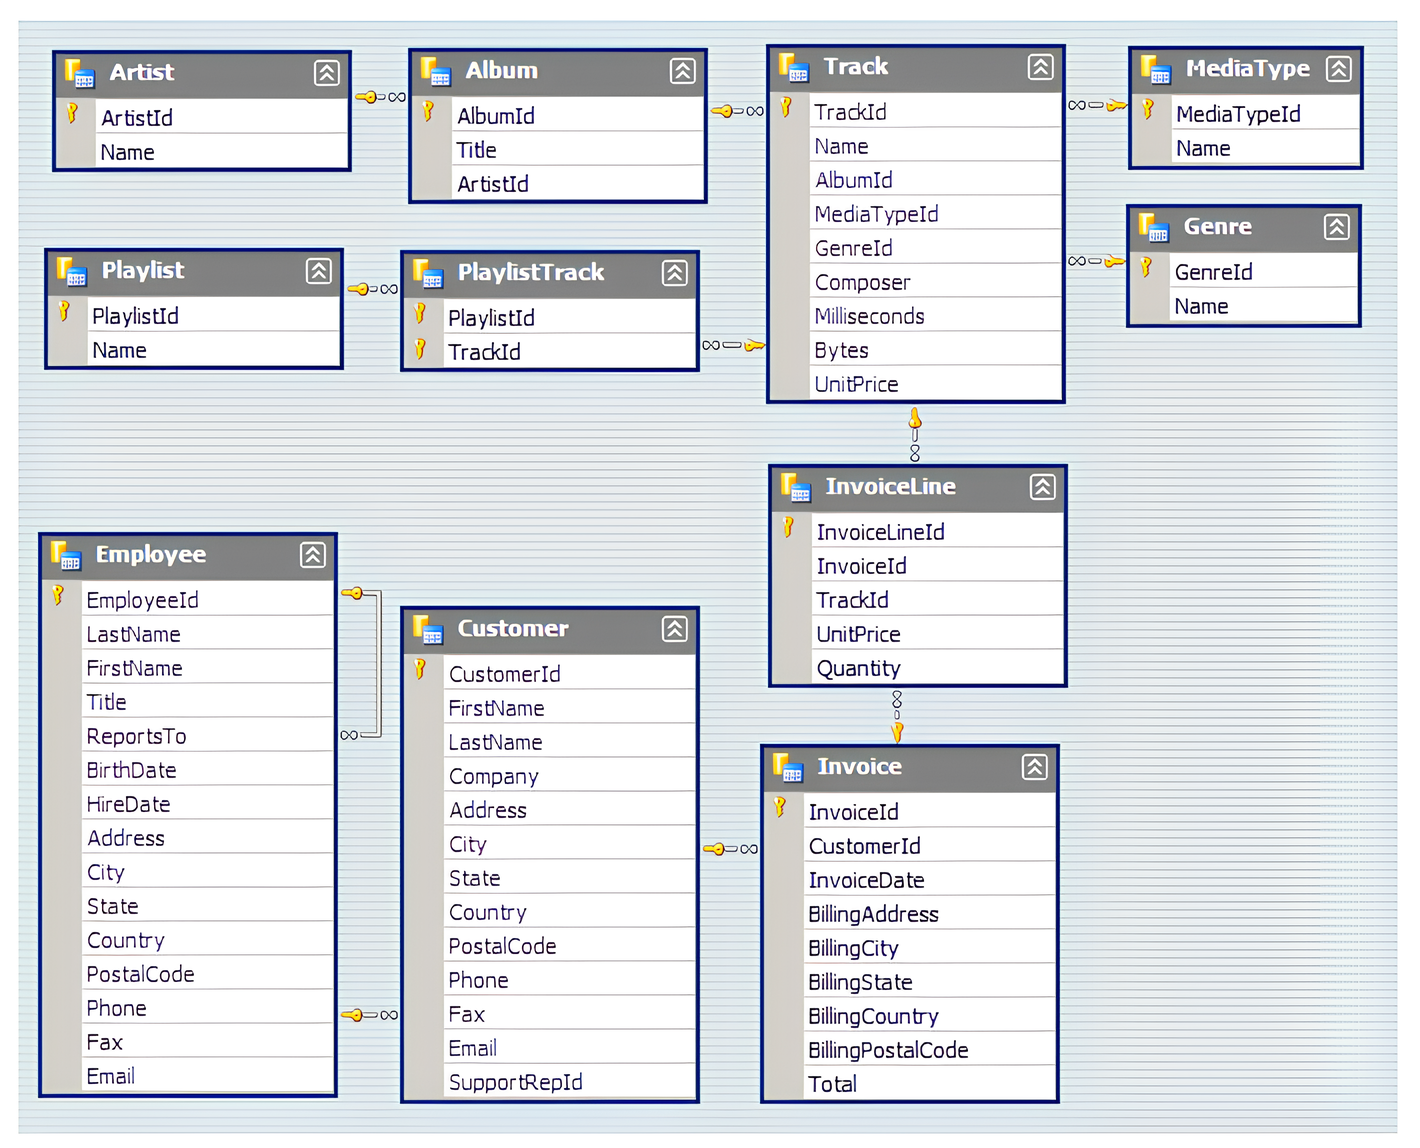 Artist
ArtistId
Name
Album
AlbumId
Title
ArtistId
Track
TrackId
Name
AlbumId
MediaTypeId
GenreId
Composer
Milliseconds
Bytes
UnitPrice
MediaType
MediaTypeId
Name
Genre
GenreId
Name
Playlist
PlaylistId
Name
PlaylistTrack
PlaylistId
TrackId
InvoiceLine
InvoiceLineId
InvoiceId
TrackId
UnitPrice
Quantity
Employee
EmployeeId
LastName
FirstName
Title
ReportsTo
BirthDate
HireDate
Address
City
State
Country
PostalCode
Phone
Fax
Email
Customer
CustomerId
FirstName
LastName
Company
Address
City
State
Country
PostalCode
Phone
Fax
Email
SupportRepId
Invoice
InvoiceId
CustomerId
InvoiceDate
BillingAddress
BillingCity
BillingState
BillingCountry
BillingPostalCode
Total